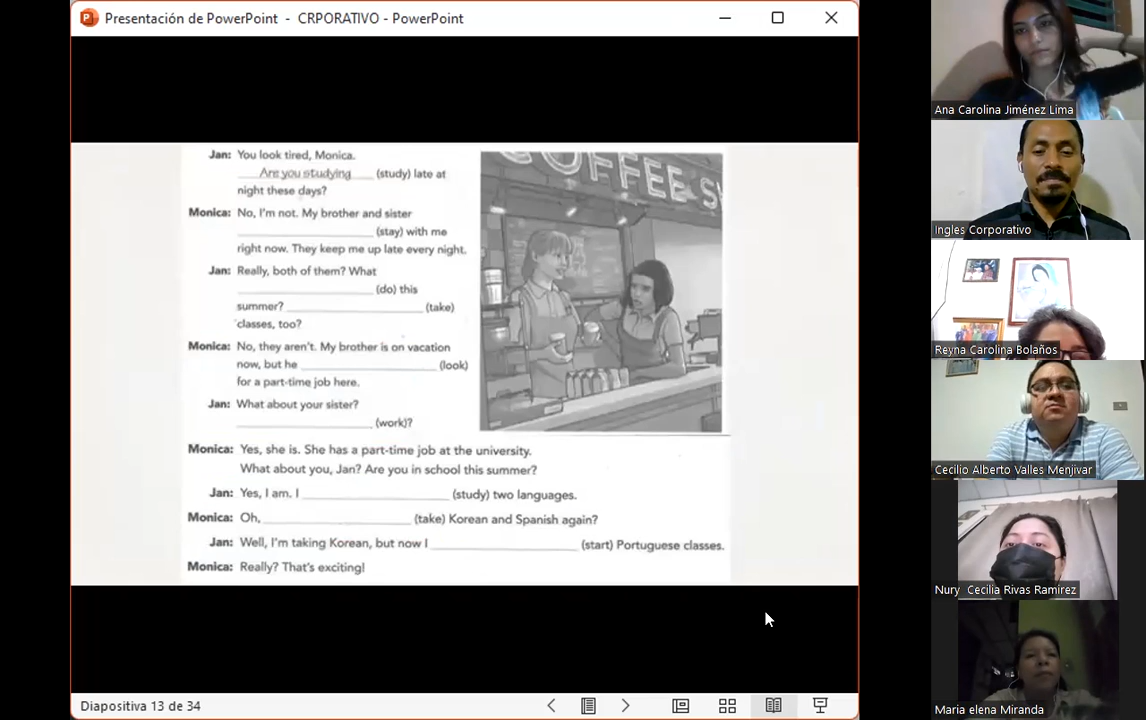 Presentación de PowerPoint - CRPORATIVO - PowerPoint
Jan: You look tired, Monica.
Are you studying (study) late at
night these days?
Monica: No, I'm not. My brother and sister
(stay) with me
right now. They keep me up late every night.
Jan: Really, both of them? What
(do) this
summer? (take)
classes, too?
Monica: No, they aren't. My brother is on vacation
now, but he (look)
for a part-time job here.
Jan: What about your sister?
(work)?
Monica: Yes, she is. She has a part-time job at the university.
What about you, Jan? Are you in school this summer?
Jan: Yes, I am. I (study) two languages.
Monica: Oh, (take) Korean and Spanish again?
Jan: Well, I'm taking Korean, but now I (start) Portuguese classes.
Monica: Really? That's exciting!
COFFEE S
Diapositiva 13 de 34
Ana Carolina Jiménez Lima
Ingles Corporativo
Reyna Carolina Bolaños
Cecilio Alberto Valles Menjivar
Nury Cecilia Rivas Ramirez
Maria elena Miranda